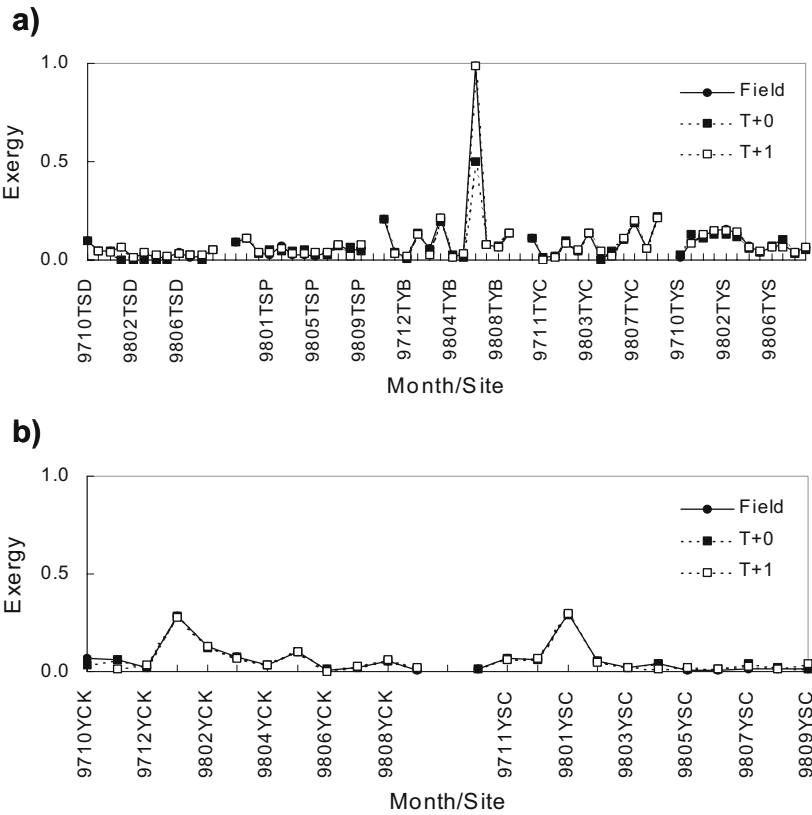 a)
1.0
Field
T+0
T+1
0.5
Exergy
0.0
9710TSD
9802TSD
9806TSD
9801TSP
9805TSP
9809TSP
9712TYB
9804TYB
9808TYB
9711TYC
9803TYC
9807TYC
9710TYS
9802TYS
9806TYS
Month/Site
b)
1.0
Field
T+0
T+1
0.5
Exergy
0.0
9710YCK
9712YCK
9802YCK
9804YCK
9806YCK
9808YCK
9711YSC
9801YSC
9803YSC
9805YSC
9807YSC
9809YSC
Month/Site